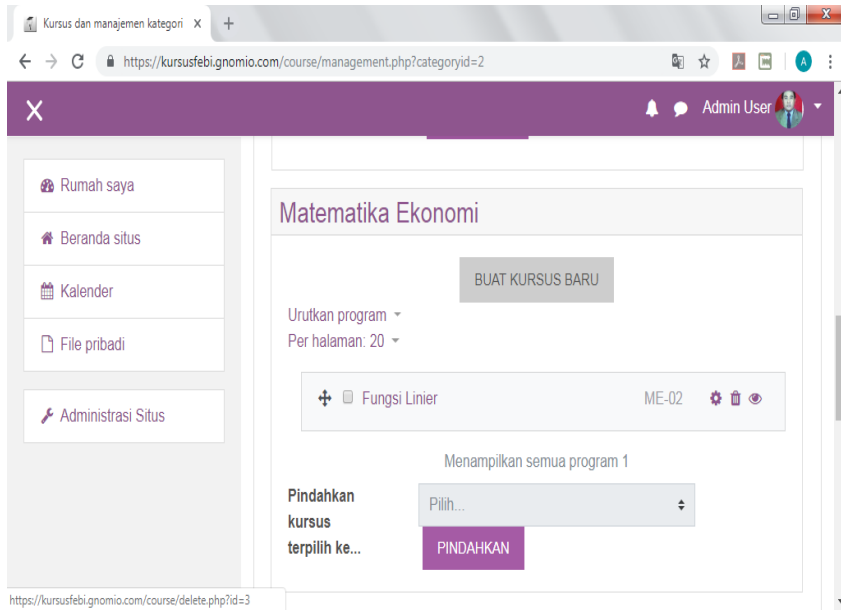 Kursus dan manajemen kategori
https://kursusfebi.gnomio.com/course/management.php?categoryid=2
A
Admin User
Rumah saya
Beranda situs
Kalender
File pribadi
Administrasi Situs
Matematika Ekonomi
BUAT KURSUS BARU
Urutkan program
Per halaman: 20
Fungsi Linier ME-02
Menampilkan semua program 1
Pindahkan
kursus
terpilih ke...
Pilih...
PINDAHKAN
https://kursusfebi.gnomio.com/course/delete.php?id=3